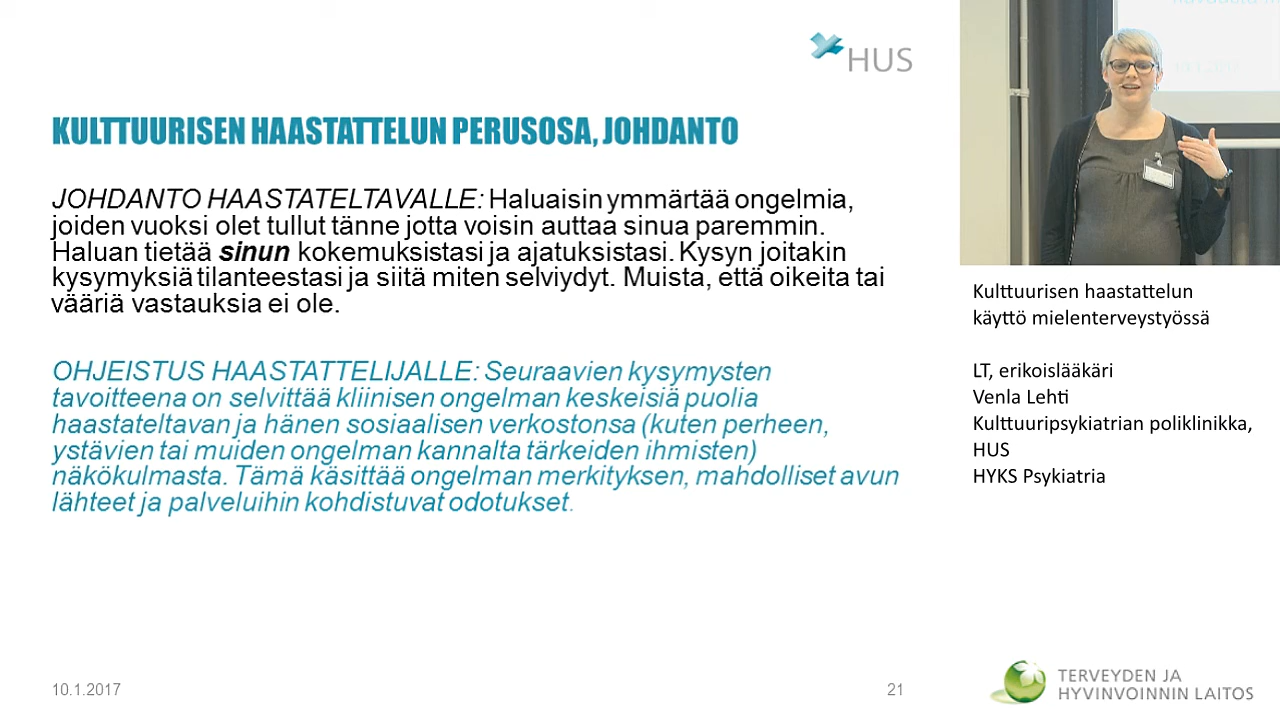 HUS
KULTTUURISEN HAASTATTELUN PERUSOSA, JOHDANTO
JOHDANTO HAASTATELTAVALLE: Haluaisin ymmärtää ongelmia,
joiden vuoksi olet tullut tänne jotta voisin auttaa sinua paremmin.
Haluan tietää sinun kokemuksistasi ja ajatuksistasi. Kysyn joitakin
kysymyksiä tilanteestasi ja siitä miten selviydyt. Muista, että oikeita tai
vääriä vastauksia ei ole.
OHJEISTUS HAASTATTELIJALLE: Seuraavien kysymysten
tavoitteena on selvittää kliinisen ongelman keskeisiä puolia
haastateltavan ja hänen sosiaalisen verkostonsa (kuten perheen,
ystävien tai muiden ongelman kannalta tärkeiden ihmisten)
näkökulmasta. Tämä käsittää ongelman merkityksen, mahdolliset avun
lähteet ja palveluihin kohdistuvat odotukset.
10.1.2017
21
Kulttuurisen haastattelun
käyttö mielenterveystyössä
LT, erikoislääkäri
Venla Lehti
Kulttuuripsykiatrian poliklinikka,
HUS
HYKS Psykiatria
TERVEYDEN JA
HYVINVOINNIN LAITOS